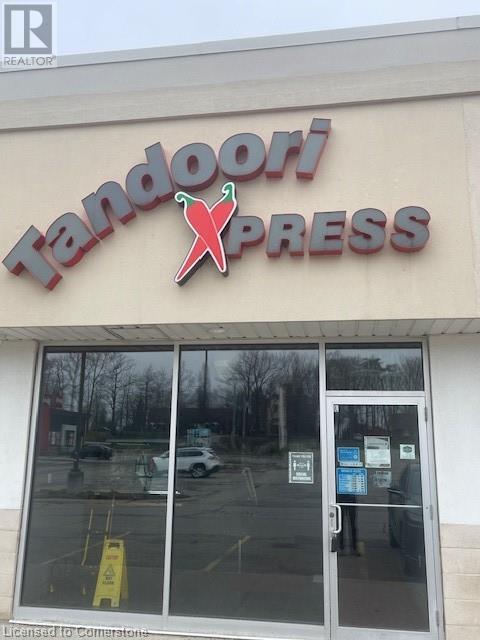 REALTOR®
Tandoori
XPRESS
Licensed to Cornerstone